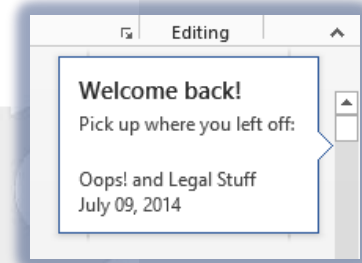 Editing
Welcome back!
Pick up where you left off:
Oops! and Legal Stuff
July 09, 2014